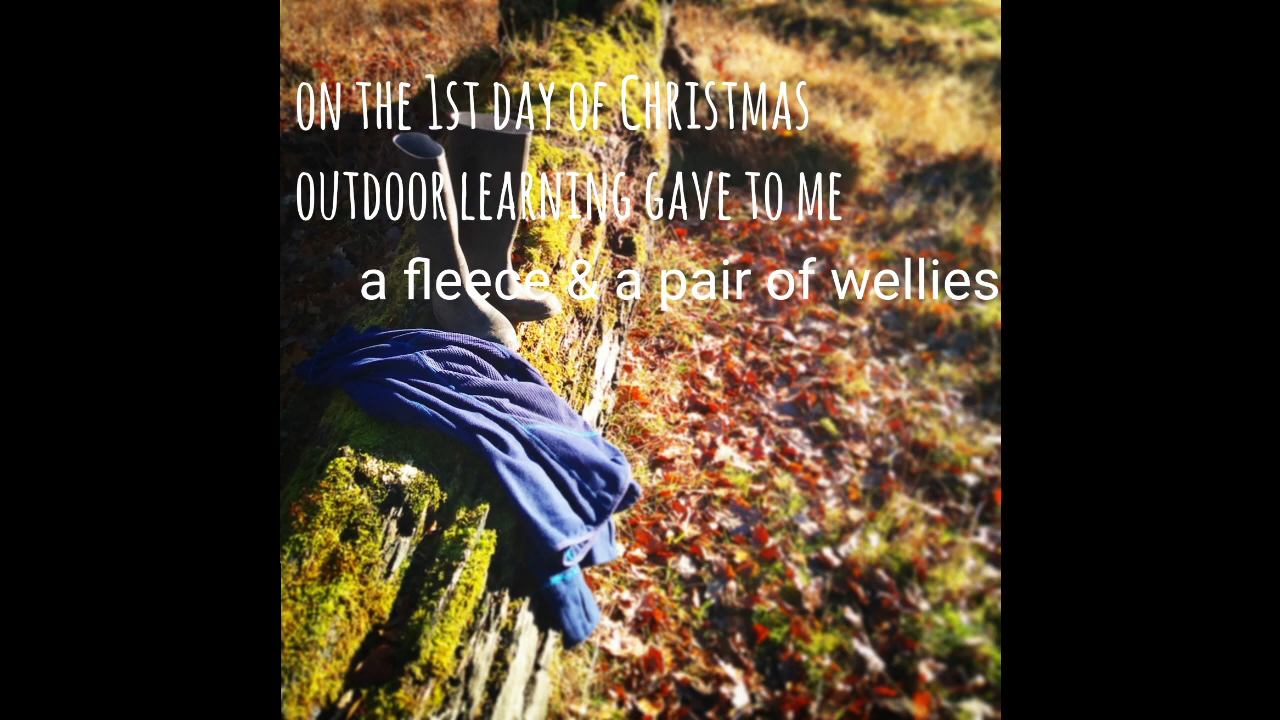 on the 1st day of Christmas
outdoor learning gave to me
a fleece & a pair of wellies